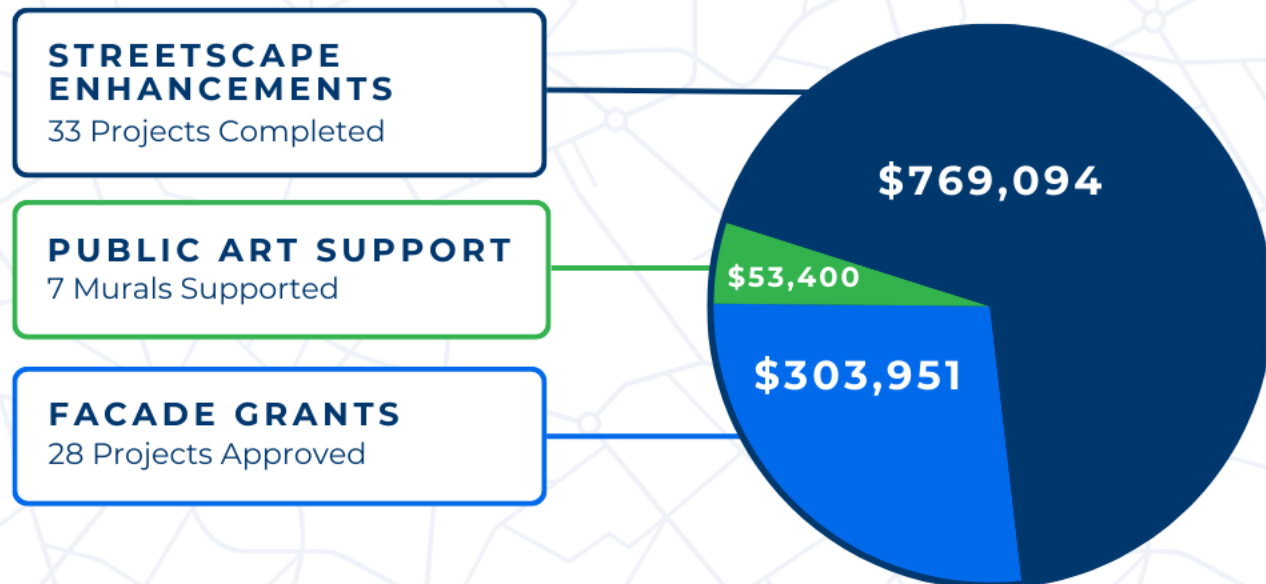 STREETSCAPE
ENHANCEMENTS
33 Projects Completed
PUBLIC ART SUPPORT
7 Murals Supported
FACADE GRANTS
28 Projects Approved
$769,094
$53,400
$303,951